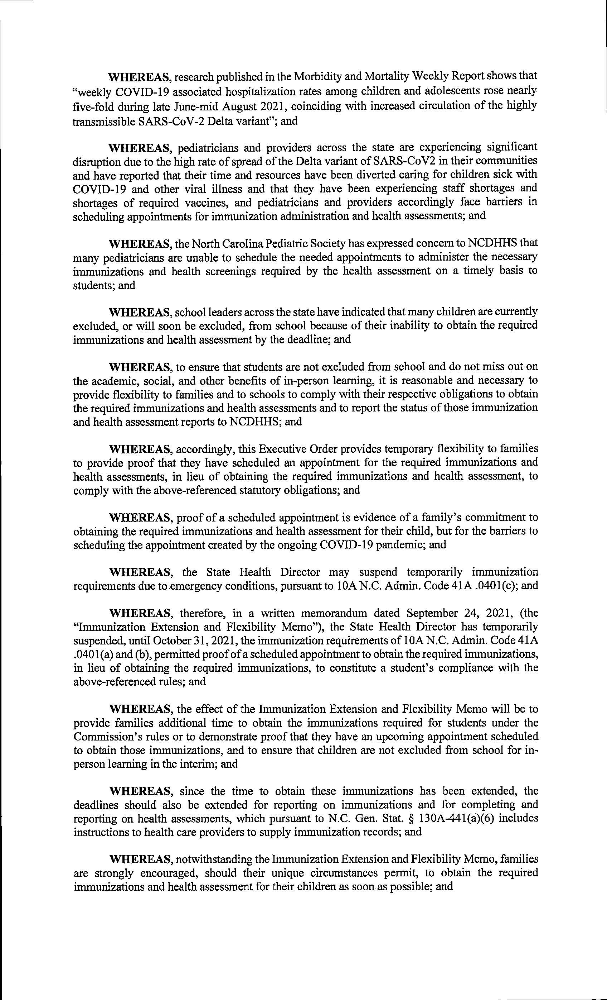 WHEREAS, research published in the Morbidity and Mortality Weekly Report shows that
“weekly COVID-19 associated hospitalization rates among children and adolescents rose nearly
five-fold during late June-mid August 2021, coinciding with increased circulation of the highly
transmissible SARS-CoV-2 Delta variant”; and
WHEREAS, pediatricians and providers across the state are experiencing significant
disruption due to the high rate of spread of the Delta variant of SARS-CoV2 in their communities
and have reported that their time and resources have been diverted caring for children sick with
COVID-19 and other viral illness and that they have been experiencing staff shortages and
shortages of required vaccines, and pediatricians and providers accordingly face barriers in
scheduling appointments for immunization administration and health assessments; and
WHEREAS, the North Carolina Pediatric Society has expressed concern to NCDHHS that
many pediatricians are unable to schedule the needed appointments to administer the necessary
immunizations and health screenings required by the health assessment on a timely basis to
students; and
WHEREAS, school leaders across the state have indicated that many children are currently
excluded, or will soon be excluded, from school because of their inability to obtain the required
immunizations and health assessment by the deadline; and
WHEREAS, to ensure that students are not excluded from school and do not miss out on
the academic, social, and other benefits of in-person learning, it is reasonable and necessary to
provide flexibility to families and to schools to comply with their respective obligations to obtain
the required immunizations and health assessments and to report the status of those immunization
and health assessment reports to NCDHHS; and
WHEREAS, accordingly, this Executive Order provides temporary flexibility to families
to provide proof that they have scheduled an appointment for the required immunizations and
health assessments, in lieu of obtaining the required immunizations and health assessment, to
comply with the above-referenced statutory obligations; and
WHEREAS, proof of a scheduled appointment is evidence of a family’s commitment to
obtaining the required immunizations and health assessment for their child, but for the barriers to
scheduling the appointment created by the ongoing COVID-19 pandemic; and
WHEREAS, the State Health Director may suspend temporarily immunization
requirements due to emergency conditions, pursuant to 10A N.C. Admin. Code 41A .0401(c); and
WHEREAS, therefore, in a written memorandum dated September 24, 2021, (the
“Immunization Extension and Flexibility Memo”), the State Health Director has temporarily
suspended, until October 31, 2021, the immunization requirements of 10A N.C. Admin. Code 41A
.0401(a) and (b), permitted proof of a scheduled appointment to obtain the required immunizations,
in lieu of obtaining the required immunizations, to constitute a student’s compliance with the
above-referenced rules; and
WHEREAS, the effect of the Immunization Extension and Flexibility Memo will be to
provide families additional time to obtain the immunizations required for students under the
Commission’s rules or to demonstrate proof that they have an upcoming appointment scheduled
to obtain those immunizations, and to ensure that children are not excluded from school for in-
person learning in the interim; and
WHEREAS, since the time to obtain these immunizations has been extended, the
deadlines should also be extended for reporting on immunizations and for completing and
reporting on health assessments, which pursuant to N.C. Gen. Stat. § 130A-441(a)(6) includes
instructions to health care providers to supply immunization records; and
WHEREAS, notwithstanding the Immunization Extension and Flexibility Memo, families
are strongly encouraged, should their unique circumstances permit, to obtain the required
immunizations and health assessment for their children as soon as possible; and